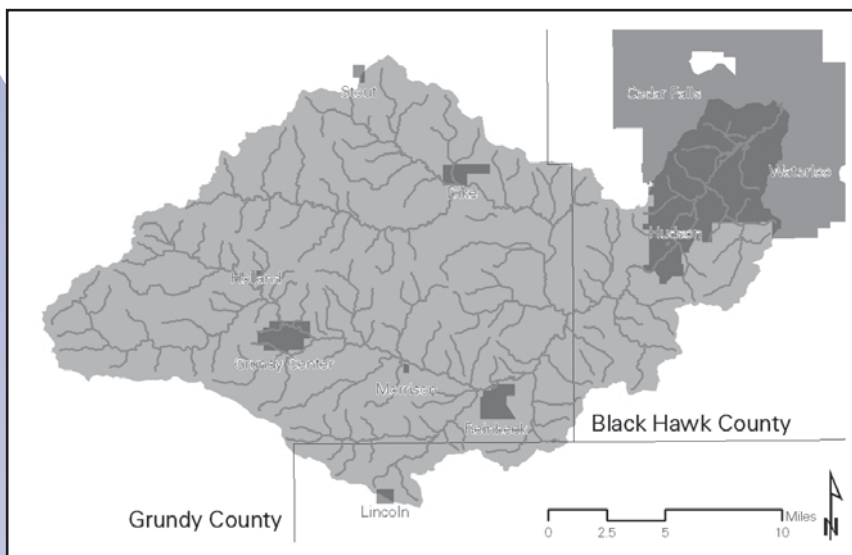 Stout
Cedar Falls
Dike
Waterloo
Hudson
Holland
Grundy Center
Morrison
Reinbeck
Black Hawk County
Lincoln
Grundy County
Miles
0 2.5 5 10
N